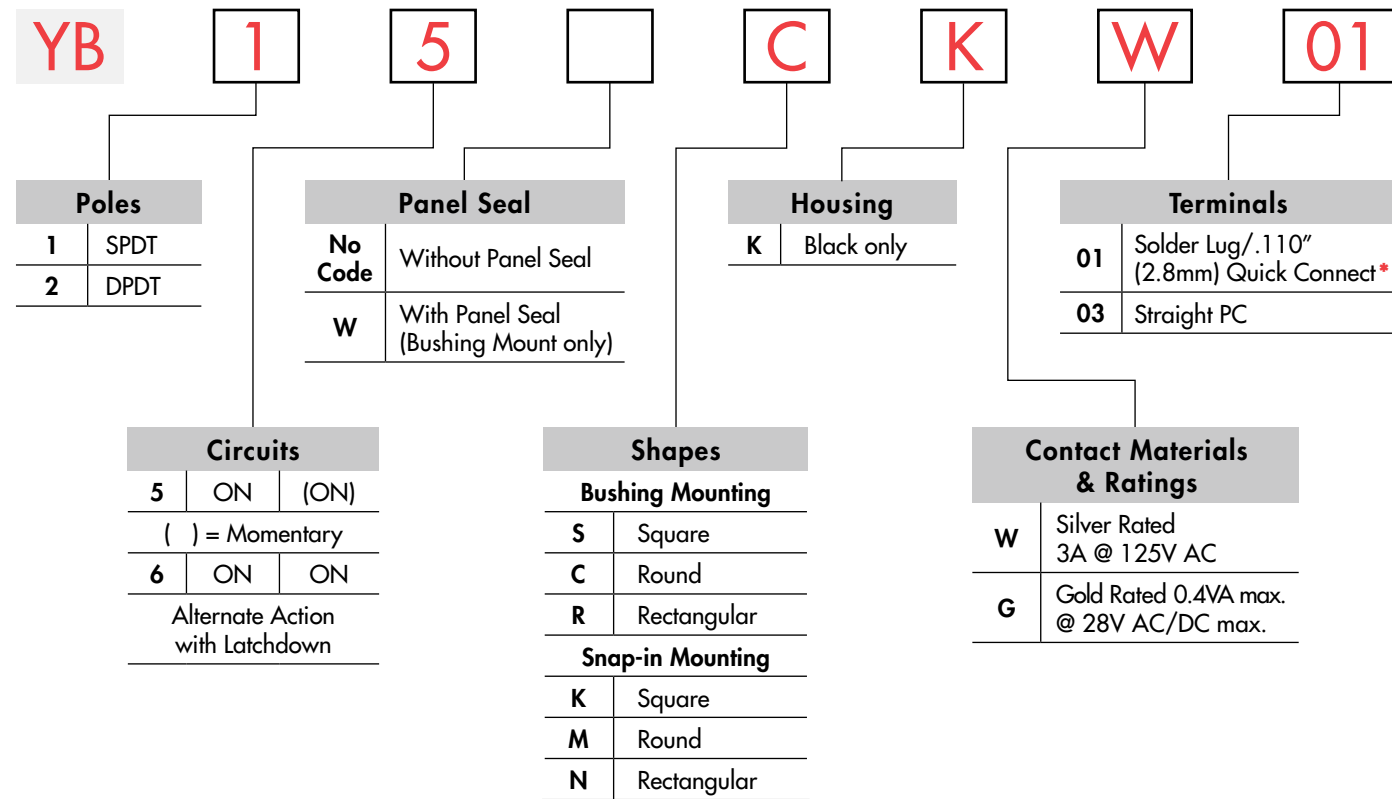 YB 1 5 C K W 01
Poles
1 SPDT
2 DPDT
Panel Seal
No
Code
Without Panel Seal
W
With Panel Seal
(Bushing Mount only)
Housing
K Black only
Terminals
01
Solder Lug/.110"
(2.8mm) Quick Connect*
03 Straight PC
Circuits
5 ON (ON)
( ) = Momentary
6 ON ON
Alternate Action
with Latchdown
Shapes
Bushing Mounting
S Square
C Round
R Rectangular
Snap-in Mounting
K Square
M Round
N Rectangular
Contact Materials
& Ratings
W
Silver Rated
3A @ 125V AC
G
Gold Rated 0.4VA max.
@ 28V AC/DC max.